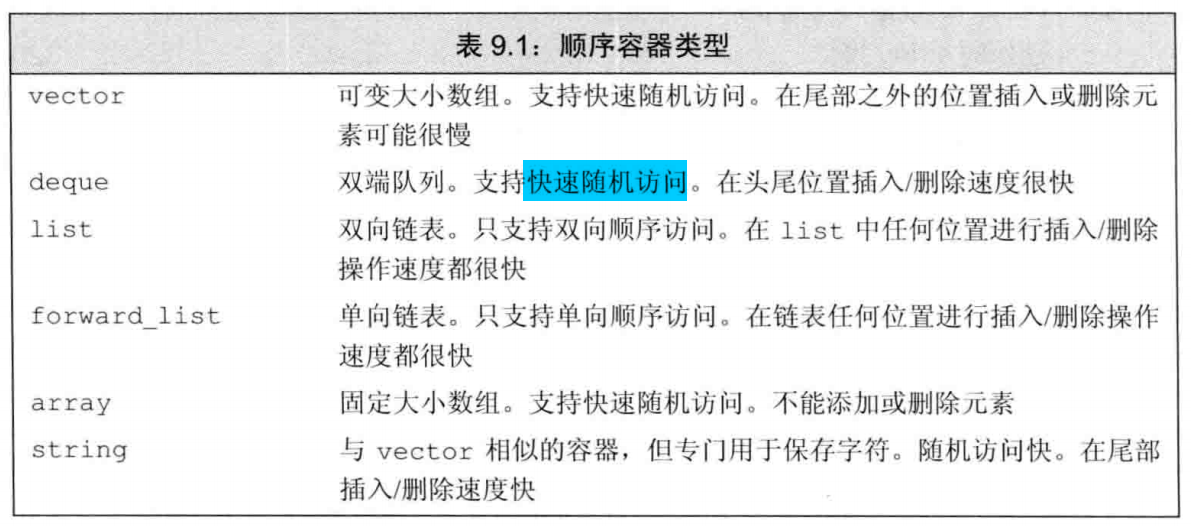 表 9.1：顺序容器类型
vector 可变大小数组。支持快速随机访问。在尾部之外的位置插入或删除元
素可能很慢
deque 双端队列。支持快速随机访问。在头尾位置插入/删除速度很快
list 双向链表。只支持双向顺序访问。在 list 中任何位置进行插入/删除
操作速度都很快
forward_list 单向链表。只支持单向顺序访问。在链表任何位置进行插入/删除操作
速度都很快
array 固定大小数组。支持快速随机访问。不能添加或删除元素
string 与 vector 相似的容器，但专门用于保存字符。随机访问快。在尾部
插入/删除速度快